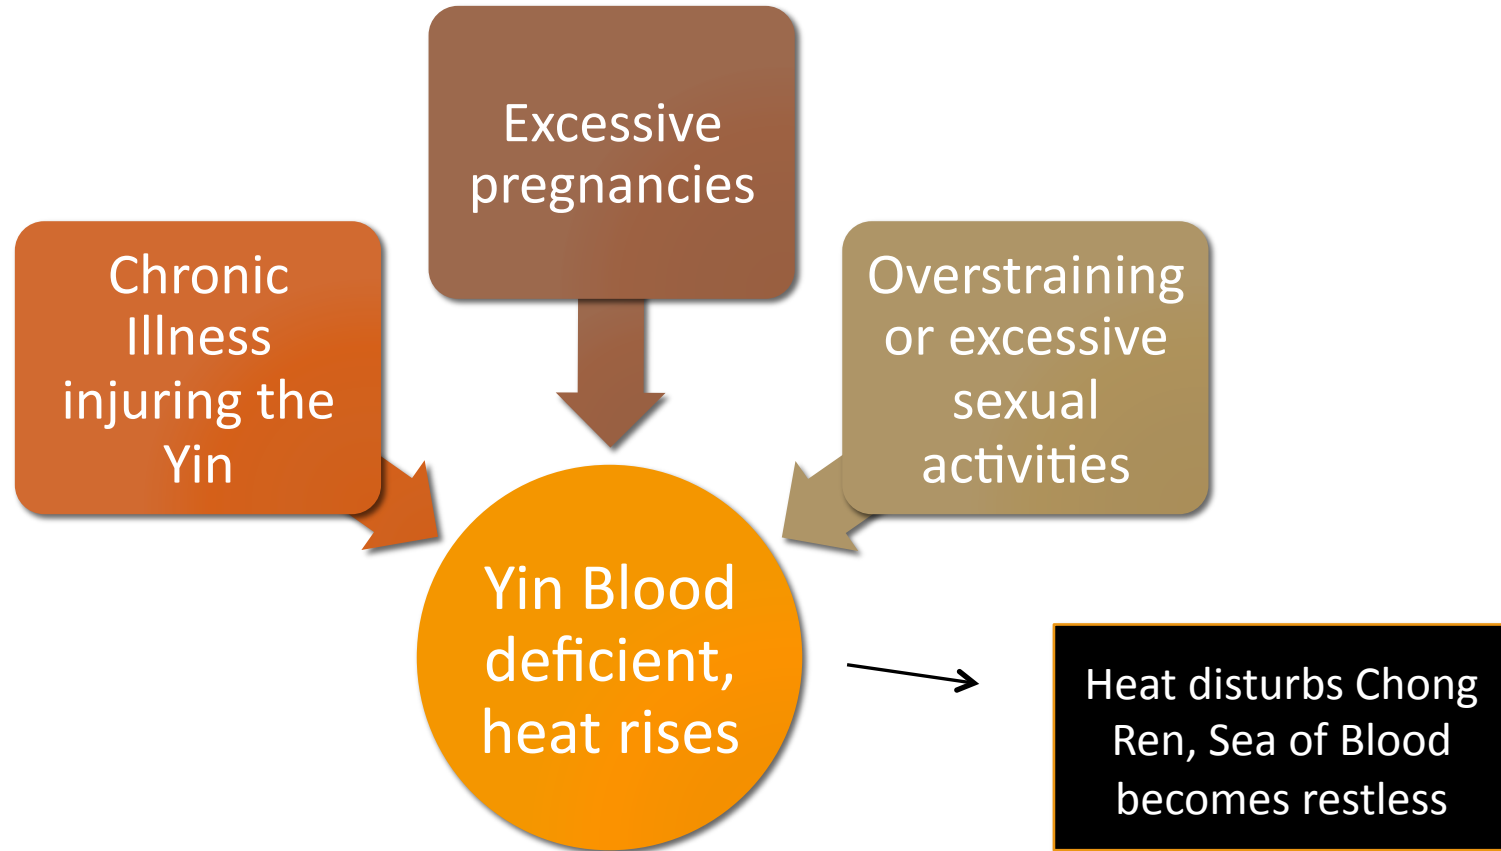 Excessive
pregnancies
Chronic
Illness
injuring the
Yin
Overstraining
or excessive
sexual
activities
Yin Blood
deficient,
heat rises
Heat disturbs Chong
Ren, Sea of Blood
becomes restless